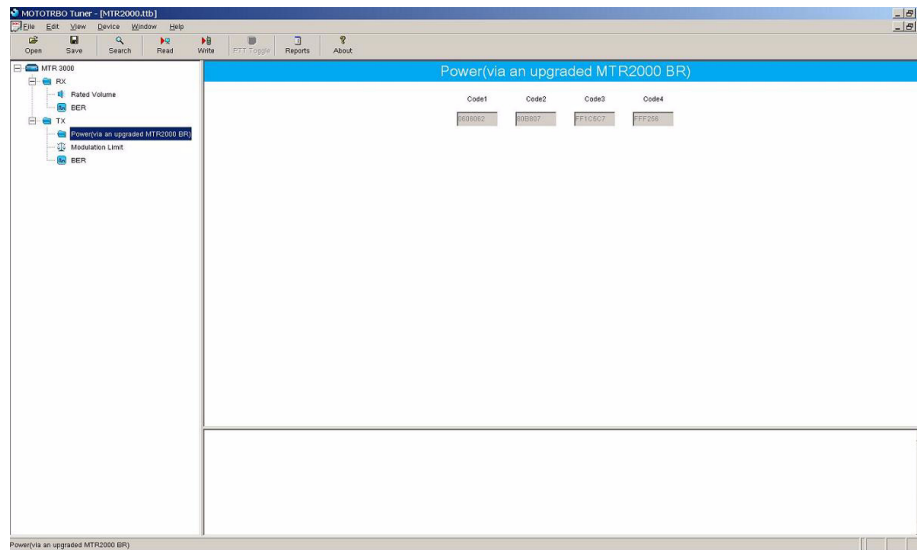 MOTOTRBO Tuner - [MTR2000.ttb]
File Edit View Device Window Help
Open Save Search Read Write PTT Toggle Reports About
MTR 3000
RX
Rated Volume
BER
TX
Power(via an upgraded MTR2000 BR)
Modulation Limit
BER
Power(via an upgraded MTR2000 BR)
Code1 Code2 Code3 Code4
FF1C5C7 FFF256
Power(via an upgraded MTR2000 BR)